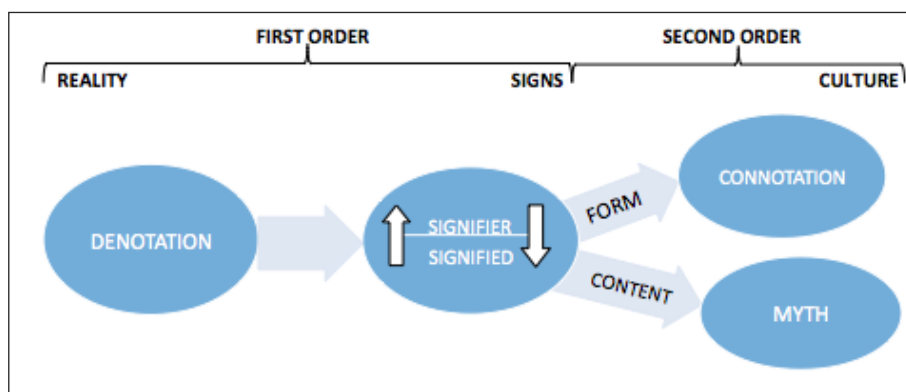 FIRST ORDER
SECOND ORDER
REALITY
SIGNS
CULTURE
DENOTATION
SIGNIFIER
SIGNIFIED
FORM
CONTENT
CONNOTATION
MYTH